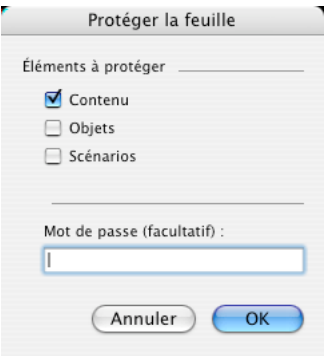 Protéger la feuille
Éléments à protéger
Contenu
Objets
Scénarios
Mot de passe (facultatif) :
Annuler
OK